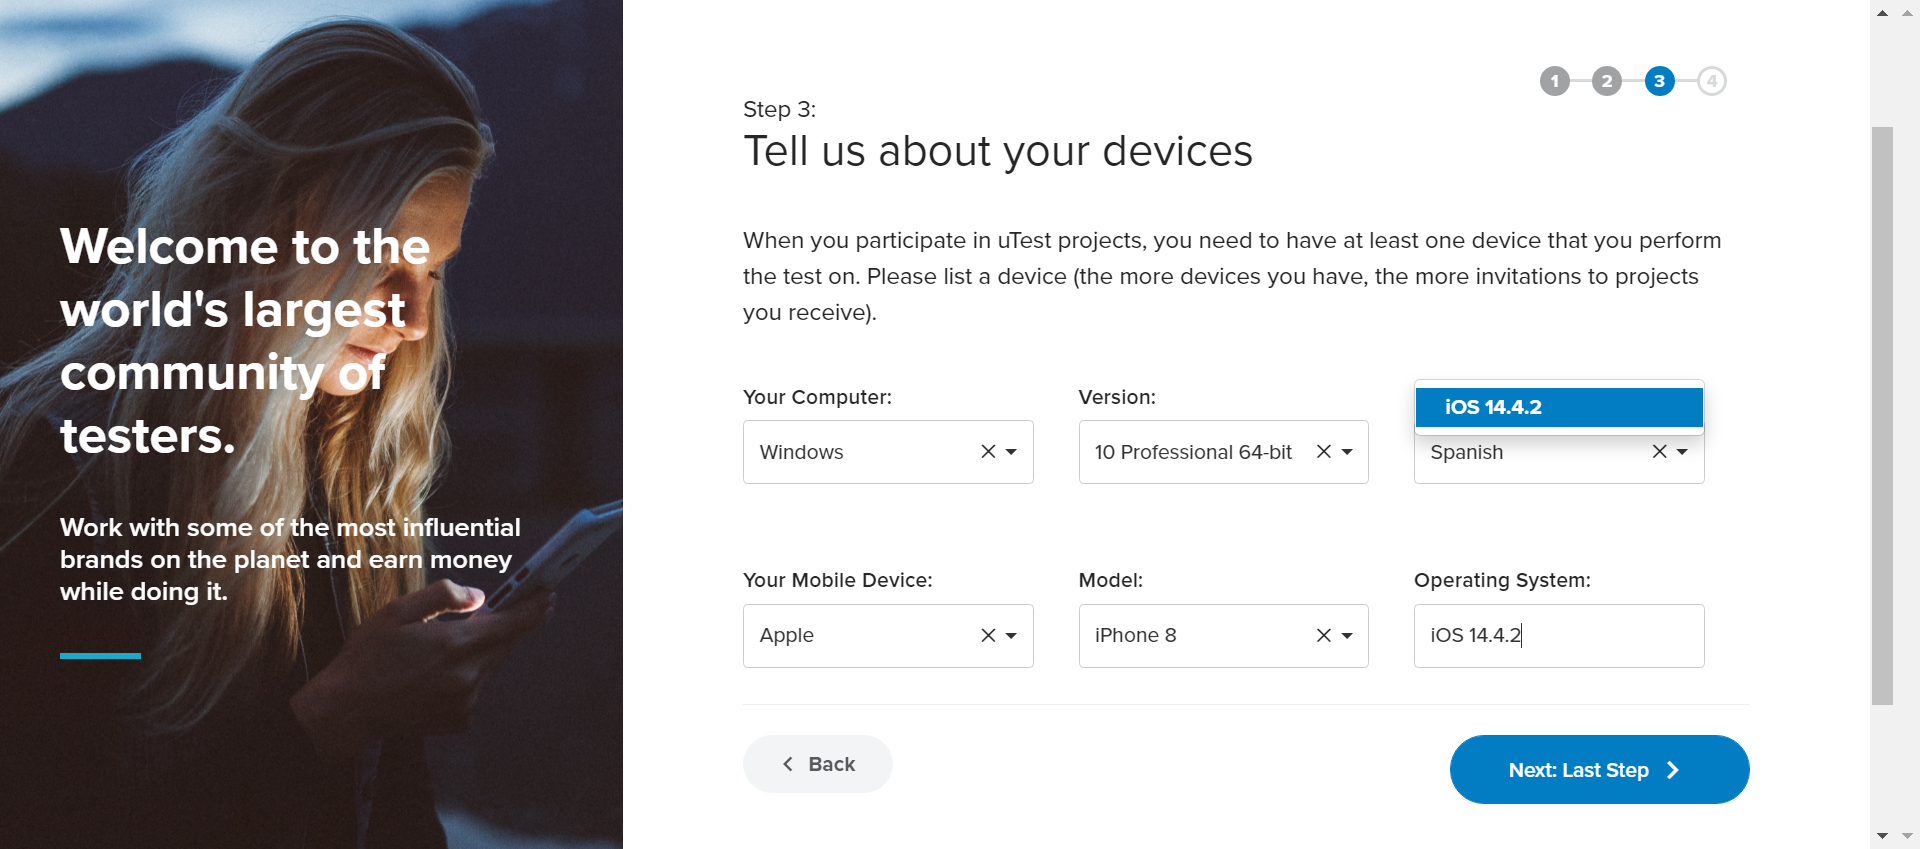 Welcome to the
world's largest
community of
testers.
Work with some of the most influential
brands on the planet and earn money
while doing it.
1 2 3 4
Step 3:
Tell us about your devices
When you participate in uTest projects, you need to have at least one device that you perform
the test on. Please list a device (the more devices you have, the more invitations to projects
you receive).
Your Computer: Version: iOS 14.4.2
Windows 10 Professional 64-bit Spanish
Your Mobile Device: Model: Operating System:
Apple iPhone 8 iOS 14.4.2
Back Next: Last Step